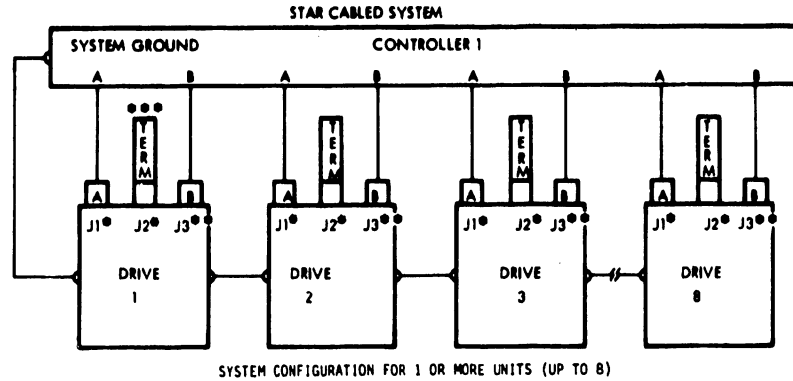 STAR CABLED SYSTEM
SYSTEM GROUND CONTROLLER 1
A B A B A B A B
*** TERM TERM TERM TERM
A B A B A B A B
J1* J2* J3** J1* J2* J3** J1* J2* J3** J1* J2* J3**
DRIVE 1
DRIVE 2
DRIVE 3
DRIVE 8
SYSTEM CONFIGURATION FOR 1 OR MORE UNITS (UP TO 8)